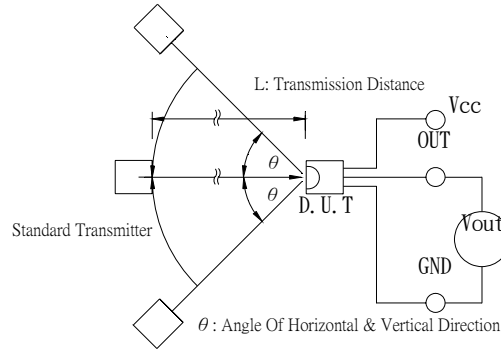 L: Transmission Distance
Vcc
OUT
θ
θ
D.U.T
Standard Transmitter
Vout
GND
θ: Angle Of Horizontal & Vertical Direction